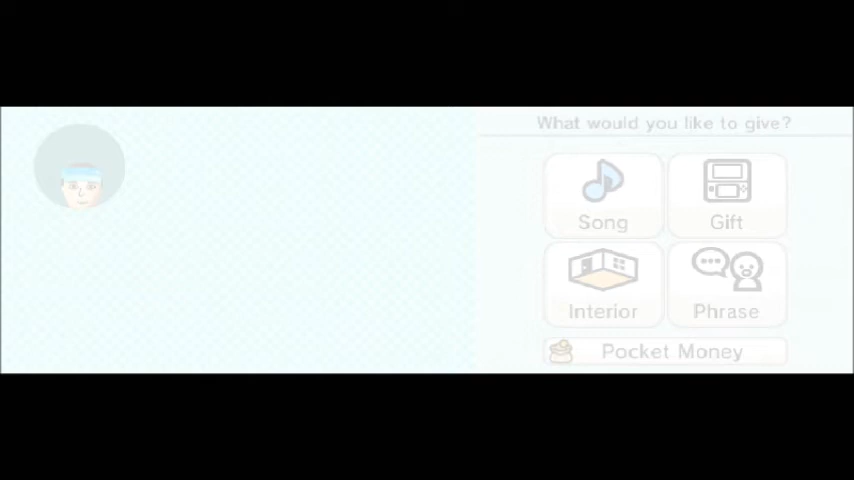 What would you like to give?
Song
Gift
Interior
Phrase
Pocket Money